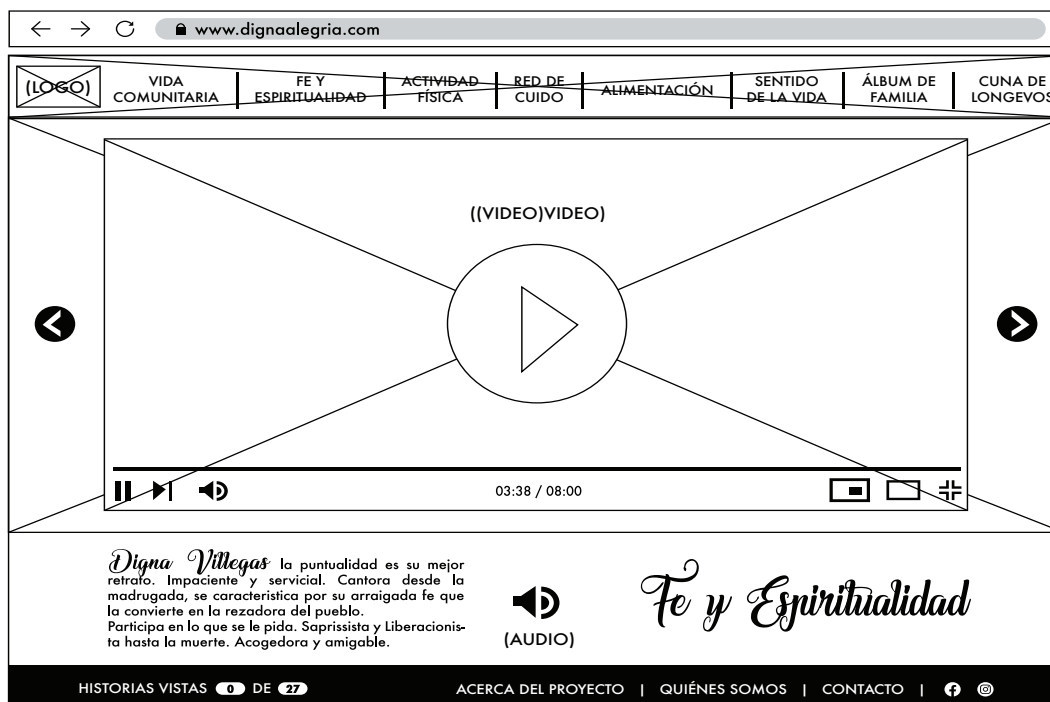 www.dignaalegria.com
(LOGO)
VIDA
COMUNITARIA
FE Y
ESPIRITUALIDAD
ACTIVIDAD
FÍSICA
RED DE
CUIDO
ALIMENTACIÓN
SENTIDO
DE LA VIDA
ÁLBUM DE
FAMILIA
CUNA DE
LONGEVOS
((VIDEO)VIDEO)
03:38 / 08:00
Digna Villegas la puntualidad es su mejor
retrato. Impaciente y servicial. Cantora desde la
madrugada, se caracteristica por su arraigada fe que
la convierte en la rezadora del pueblo.
Participa en lo que se le pida. Saprissista y Liberacionis-
ta hasta la muerte. Acogedora y amigable.
(AUDIO)
Fe y Espiritualidad
HISTORIAS VISTAS 0 DE 27
ACERCA DEL PROYECTO | QUIÉNES SOMOS | CONTACTO |